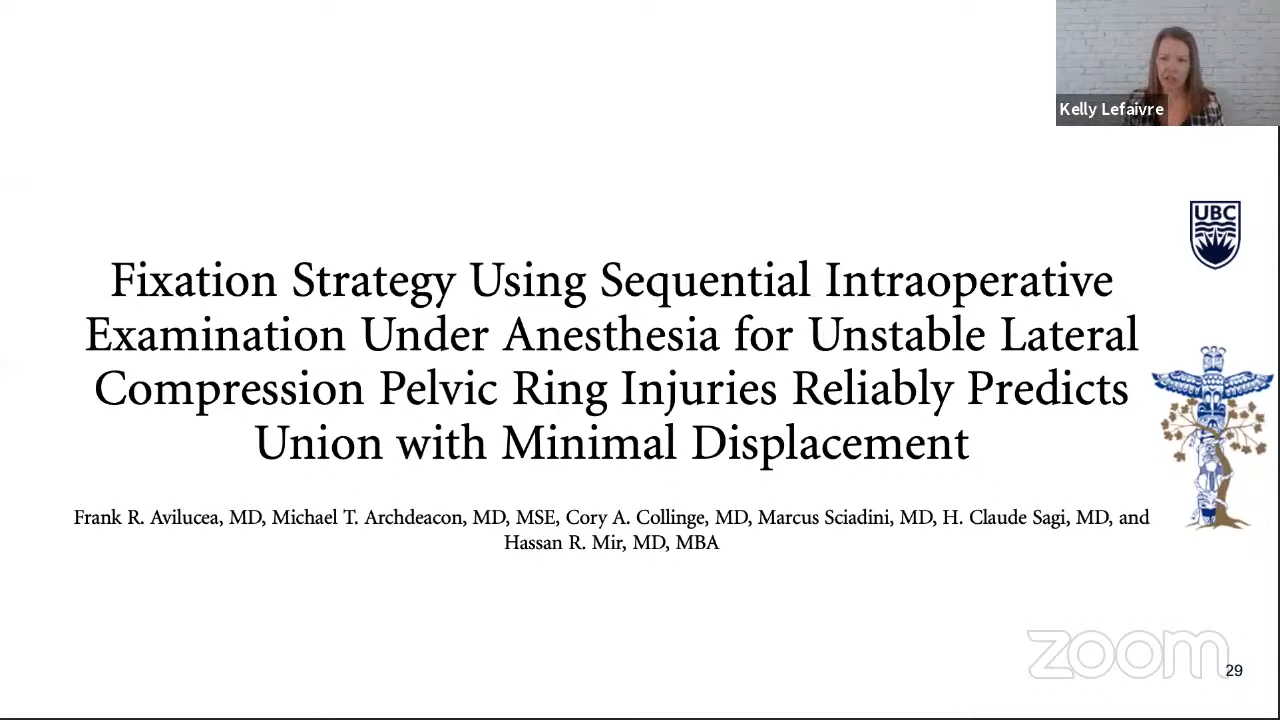 Kelly Lefaivre
UBC
Fixation Strategy Using Sequential Intraoperative
Examination Under Anesthesia for Unstable Lateral
Compression Pelvic Ring Injuries Reliably Predicts
Union with Minimal Displacement
Frank R. Avilucea, MD, Michael T. Archdeacon, MD, MSE, Cory A. Collinge, MD, Marcus Sciadini, MD, H. Claude Sagi, MD, and
Hassan R. Mir, MD, MBA
zoom
29